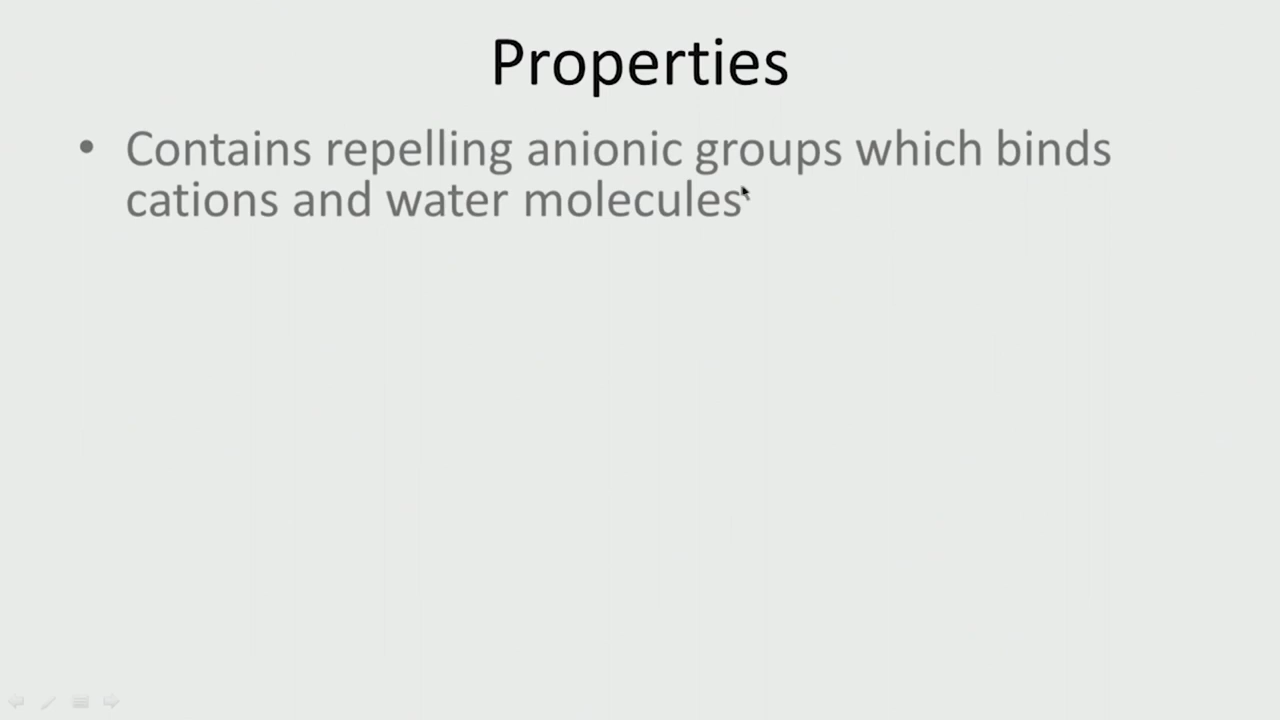 Properties
• Contains repelling anionic groups which binds
cations and water molecules